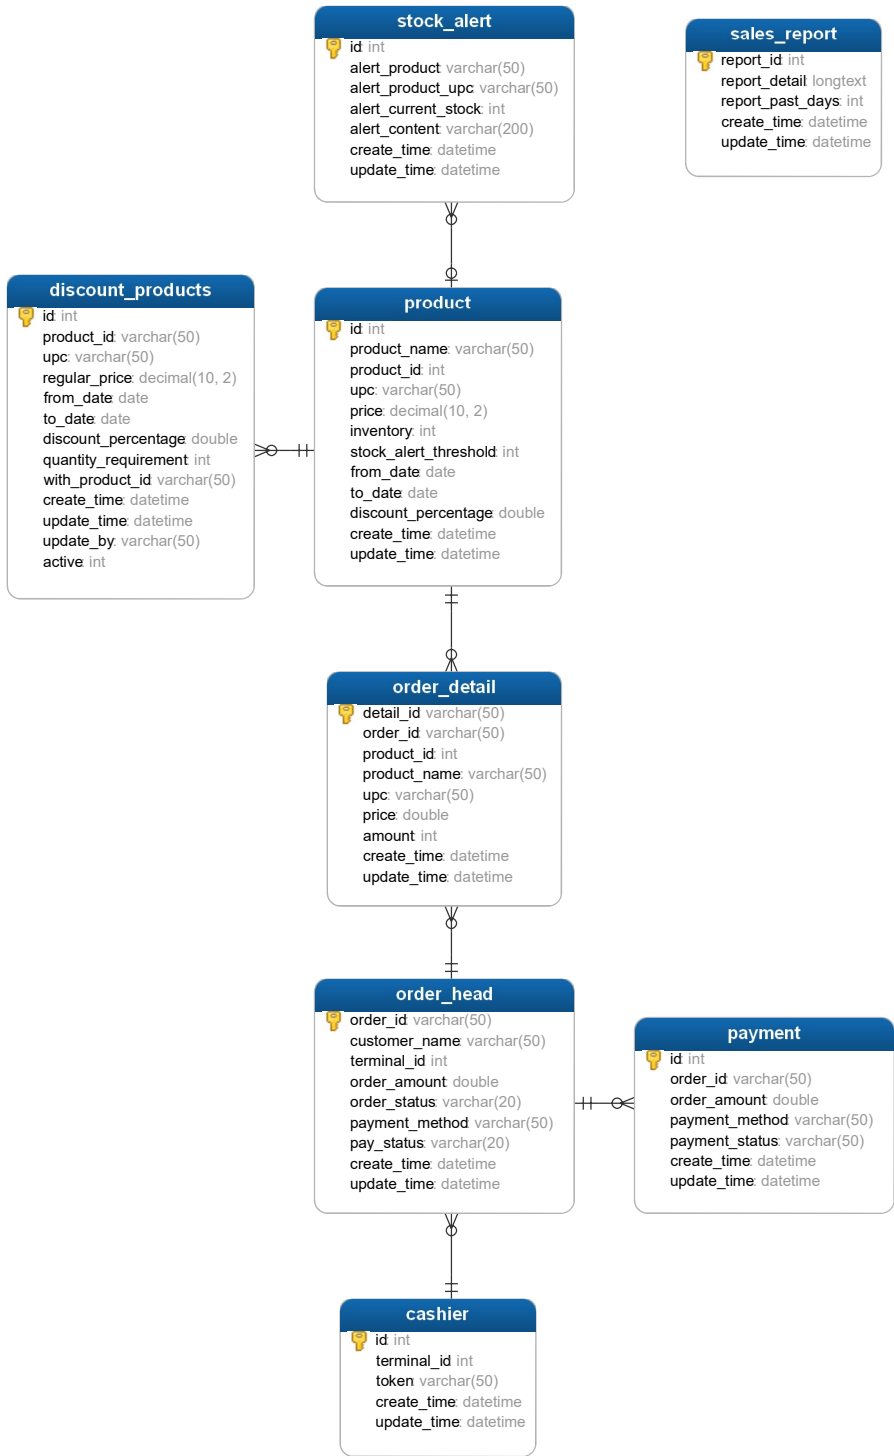 stock_alert
id: int
alert_product: varchar(50)
alert_product_upc: varchar(50)
alert_current_stock: int
alert_content: varchar(200)
create_time: datetime
update_time: datetime
sales_report
report_id: int
report_detail: longtext
report_past_days: int
create_time: datetime
update_time: datetime
discount_products
id: int
product_id: varchar(50)
upc: varchar(50)
regular_price: decimal(10, 2)
from_date: date
to_date: date
discount_percentage: double
quantity_requirement: int
with_product_id: varchar(50)
create_time: datetime
update_time: datetime
update_by: varchar(50)
active: int
product
id: int
product_name: varchar(50)
product_id: int
upc: varchar(50)
price: decimal(10, 2)
inventory: int
stock_alert_threshold: int
from_date: date
to_date: date
discount_percentage: double
create_time: datetime
update_time: datetime
order_detail
detail_id: varchar(50)
order_id: varchar(50)
product_id: int
product_name: varchar(50)
upc: varchar(50)
price: double
amount: int
create_time: datetime
update_time: datetime
order_head
order_id: varchar(50)
customer_name: varchar(50)
terminal_id: int
order_amount: double
order_status: varchar(20)
payment_method: varchar(50)
pay_status: varchar(20)
create_time: datetime
update_time: datetime
payment
id: int
order_id: varchar(50)
order_amount: double
payment_method: varchar(50)
payment_status: varchar(50)
create_time: datetime
update_time: datetime
cashier
id: int
terminal_id: int
token: varchar(50)
create_time: datetime
update_time: datetime